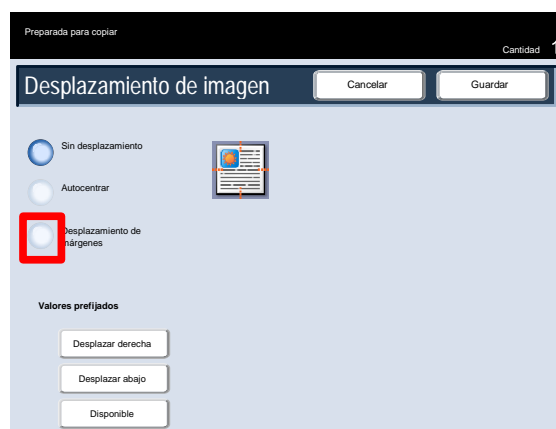 Preparada para copiar
Cantidad 1
Desplazamiento de imagen
Cancelar
Guardar
Sin desplazamiento
Autocentrar
Desplazamiento de
márgenes
Valores prefijados
Desplazar derecha
Desplazar abajo
Disponible